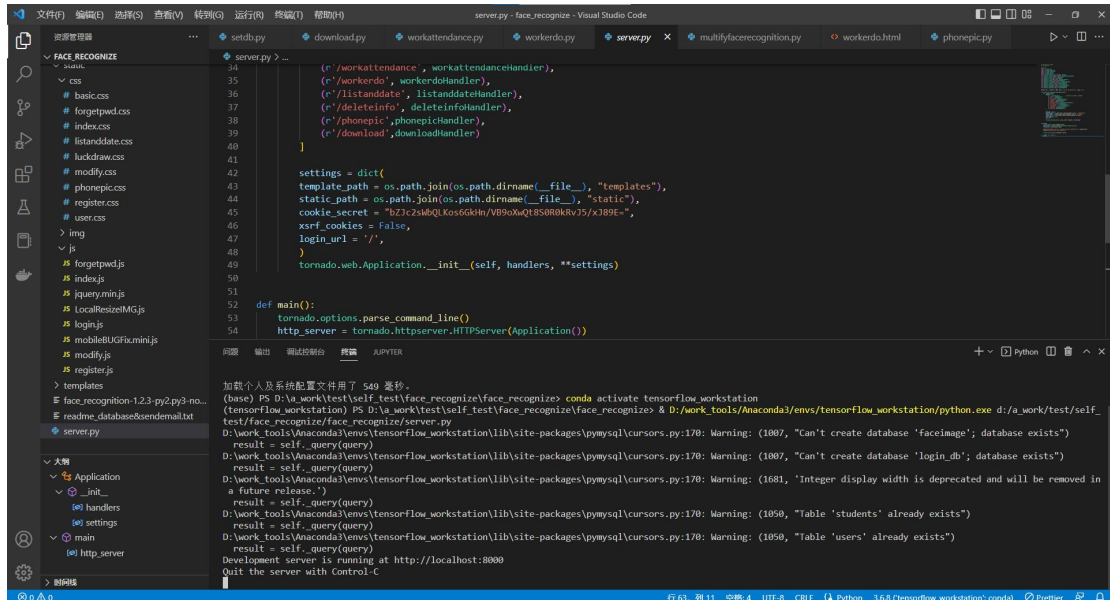 文件(F) 编辑(E) 选择(S) 查看(V) 转到(G) 运行(R) 终端(T) 帮助(H) server.py - face_recognize - Visual Studio Code
资源管理器 ···
setdb.py download.py workattendance.py workerdo.py server.py × multifyfacerecognition.py workerdo.html phonepic.py
FACE_RECOGNIZE
server.py > ...
static
css
# basic.css
# forgetpwd.css
# index.css
# listanddate.css
# luckdraw.css
# modify.css
# phonepic.css
# register.css
# user.css
> img
js
JS forgetpwd.js
JS index.js
JS jquery.min.js
JS LocalResizeIMG.js
JS login.js
JS mobileBUGFix.mini.js
JS modify.js
JS register.js
> templates
face_recognition-1.2.3-py2.py3-no...
readme_database&sendemail.txt
server.py
大纲
Application
__init__
handlers
settings
main
http_server
> 时间线
34 (r'/workattendance', workattendanceHandler),
35 (r'/workerdo', workerdoHandler),
36 (r'/listanddate', listanddateHandler),
37 (r'/deleteinfo', deleteinfoHandler),
38 (r'/phonepic',phonepicHandler),
39 (r'/download',downloadHandler)
40 ]
41
42 settings = dict(
43 template_path = os.path.join(os.path.dirname(__file__), "templates"),
44 static_path = os.path.join(os.path.dirname(__file__), "static"),
45 cookie_secret = "bZJc2sWbQLKos6GkHn/VB9oXwQt8S0R0kRvJ5/xJ89E=",
46 xsrf_cookies = False,
47 login_url = '/',
48 )
49 tornado.web.Application.__init__(self, handlers, **settings)
50
51
52 def main():
53 tornado.options.parse_command_line()
54 http_server = tornado.httpserver.HTTPServer(Application())
问题 输出 调试控制台 终端 JUPYTER Python
加载个人及系统配置文件用了 549 毫秒。
(base) PS D:\a_work\test\self_test\face_recognize\face_recognize> conda activate tensorflow_workstation
(tensorflow_workstation) PS D:\a_work\test\self_test\face_recognize\face_recognize> & D:/work_tools/Anaconda3/envs/tensorflow_workstation/python.exe d:/a_work/test/self_
test/face_recognize/face_recognize/server.py
D:\work_tools\Anaconda3\envs\tensorflow_workstation\lib\site-packages\pymysql\cursors.py:170: Warning: (1007, "Can't create database 'faceimage'; database exists")
result = self._query(query)
D:\work_tools\Anaconda3\envs\tensorflow_workstation\lib\site-packages\pymysql\cursors.py:170: Warning: (1007, "Can't create database 'login_db'; database exists")
result = self._query(query)
D:\work_tools\Anaconda3\envs\tensorflow_workstation\lib\site-packages\pymysql\cursors.py:170: Warning: (1681, 'Integer display width is deprecated and will be removed in
a future release.')
result = self._query(query)
D:\work_tools\Anaconda3\envs\tensorflow_workstation\lib\site-packages\pymysql\cursors.py:170: Warning: (1050, "Table 'students' already exists")
result = self._query(query)
D:\work_tools\Anaconda3\envs\tensorflow_workstation\lib\site-packages\pymysql\cursors.py:170: Warning: (1050, "Table 'users' already exists")
result = self._query(query)
Development server is running at http://localhost:8000
Quit the server with Control-C
0 0 行 63，列 11 空格: 4 UTF-8 CRLF Python 3.6.8 ('tensorflow_workstation': conda) Prettier